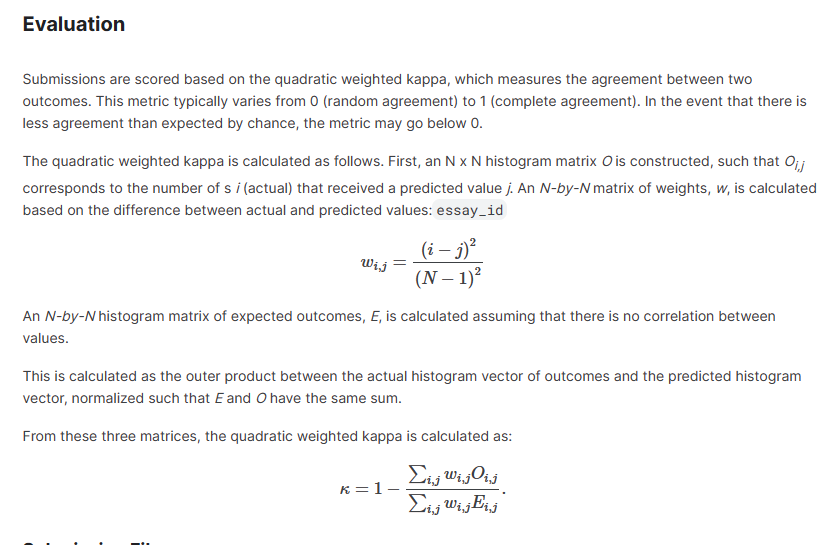 Evaluation
Submissions are scored based on the quadratic weighted kappa, which measures the agreement between two
outcomes. This metric typically varies from 0 (random agreement) to 1 (complete agreement). In the event that there is
less agreement than expected by chance, the metric may go below 0.
The quadratic weighted kappa is calculated as follows. First, an N x N histogram matrix O is constructed, such that O_{i,j}
corresponds to the number of s i (actual) that received a predicted value j. An N-by-N matrix of weights, w, is calculated
based on the difference between actual and predicted values: essay_id
w_{i,j} = \frac{(i - j)^2}{(N - 1)^2}
An N-by-N histogram matrix of expected outcomes, E, is calculated assuming that there is no correlation between
values.
This is calculated as the outer product between the actual histogram vector of outcomes and the predicted histogram
vector, normalized such that E and O have the same sum.
From these three matrices, the quadratic weighted kappa is calculated as:
κ = 1 - \frac{\sum_{i,j} w_{i,j} O_{i,j}}{\sum_{i,j} w_{i,j} E_{i,j}}.